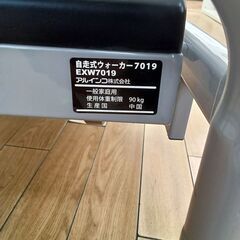 自走式ウォーカー7019
EXW7019
アルインコ株式会社
一般家庭用
使用体重制限 90kg
生産国 中国